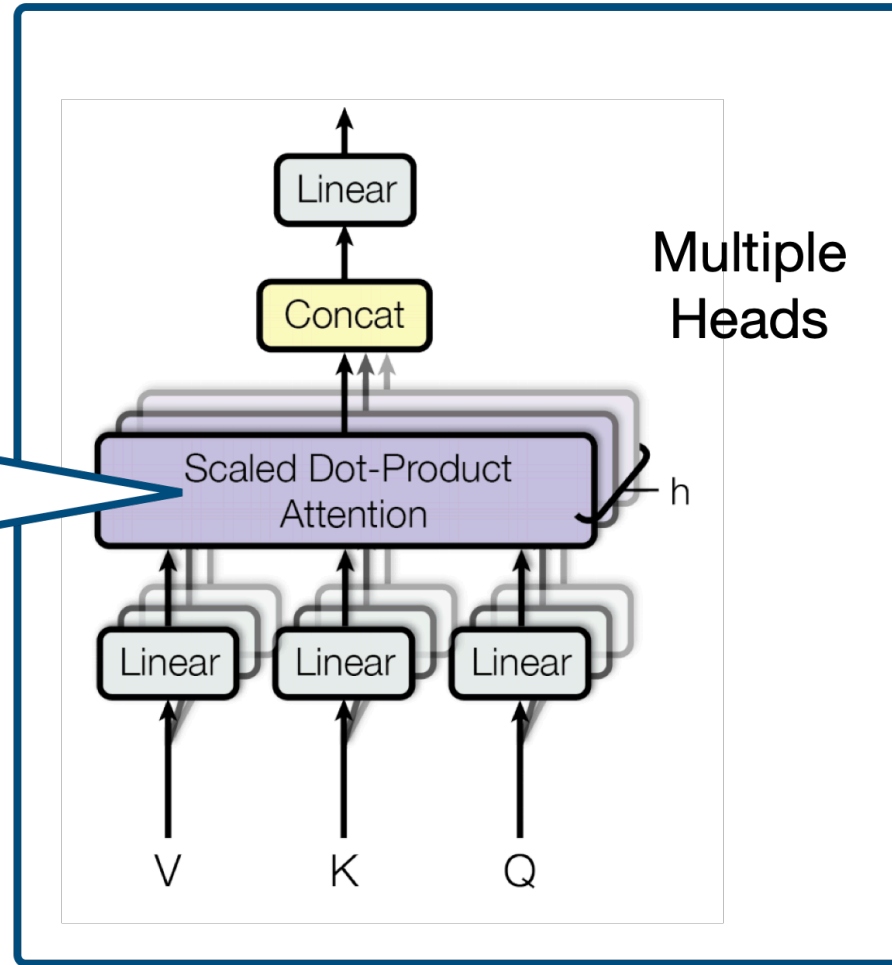 Linear
Multiple
Heads
Concat
Scaled Dot-Product
Attention
h
Linear
Linear
Linear
V
K
Q